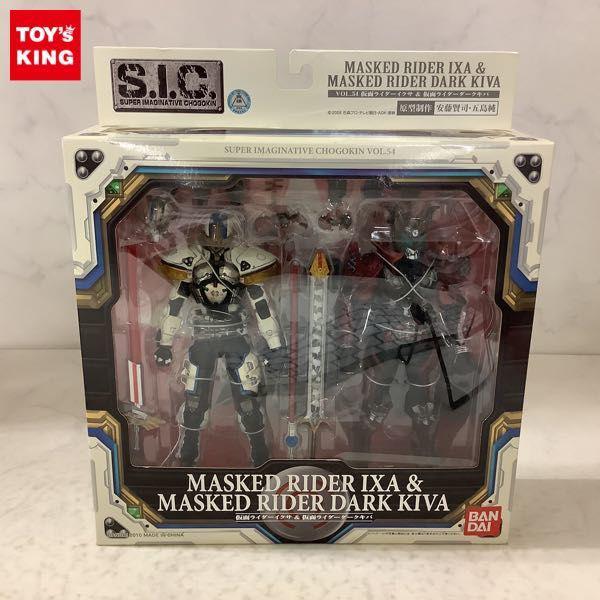 TOY'S
KING
S.I.C.
SUPER IMAGINATIVE CHOGOKIN
MASKED RIDER IXA &
MASKED RIDER DARK KIVA
VOL.54 仮面ライダーイクサ & 仮面ライダーダークキバ
原型制作 安藤賢司・五島純
SUPER IMAGINATIVE CHOGOKIN VOL.54
MASKED RIDER IXA &
MASKED RIDER DARK KIVA
仮面ライダーイクサ & 仮面ライダーダークキバ
BAN
DAI
2010 MADE IN CHINA